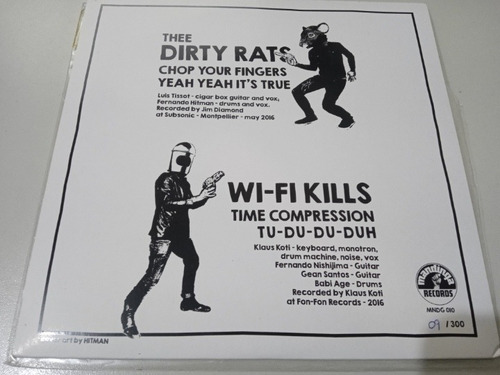 THEE
DIRTY RATS
CHOP YOUR FINGERS
YEAH YEAH IT'S TRUE
Luis Tissot - cigar box guitar and vox,
Fernando Hitman - drums and vox.
Recorded by Jim Diamond
at Subsonic - Montpellier - may 2016
WI-FI KILLS
TIME COMPRESSION
TU-DU-DU-DUH
Klaus Koti - keyboard, monotron,
drum machine, noise, vox
Fernando Nishijima - Guitar
Gean Santos - Guitar
Babi Age - Drums
Recorded by Klaus Koti
at Fon-Fon Records - 2016
mandinga
RECORDS
MNDG 010
09 /300
art by HITMAN